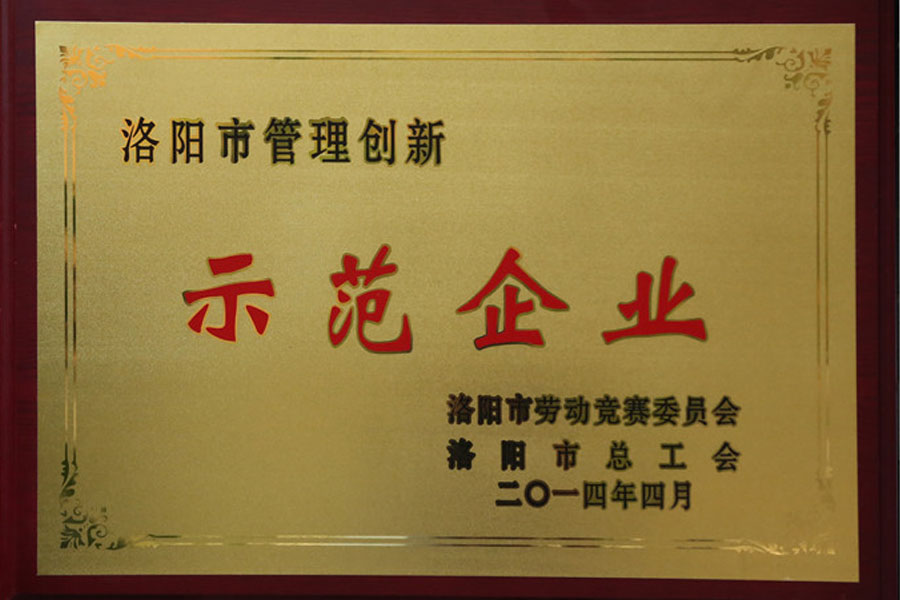 洛阳市管理创新
示范企业
洛阳市劳动竞赛委员会
洛阳市总工会
二〇一四年四月